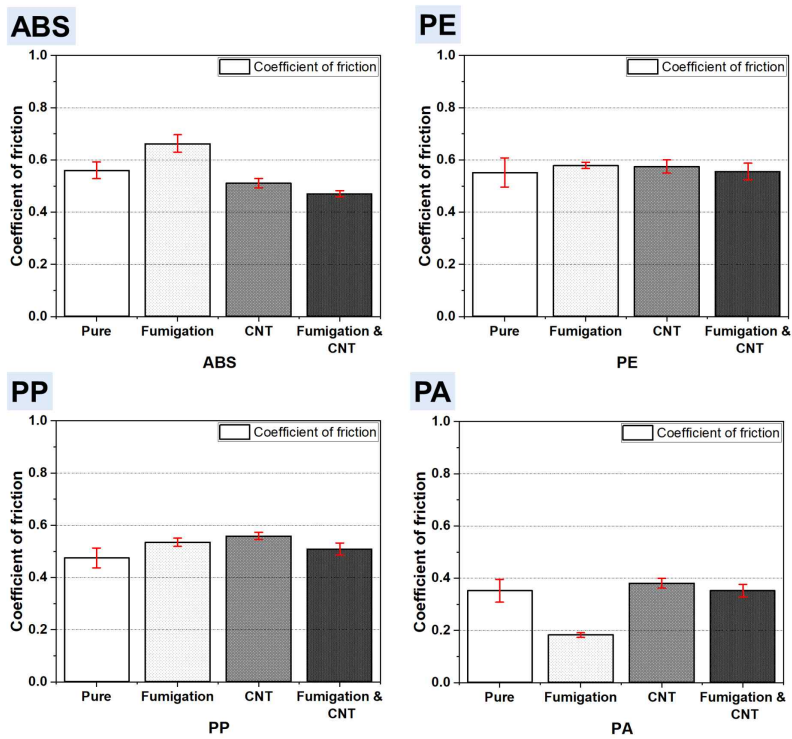 ABS
Coefficient of friction
1.0
0.8
0.6
0.4
0.2
0.0
Coefficient of friction
Pure
Fumigation
CNT
Fumigation &
CNT
ABS
PE
Coefficient of friction
1.0
0.8
0.6
0.4
0.2
0.0
Coefficient of friction
Pure
Fumigation
CNT
Fumigation &
CNT
PE
PP
Coefficient of friction
1.0
0.8
0.6
0.4
0.2
0.0
Coefficient of friction
Pure
Fumigation
CNT
Fumigation &
CNT
PP
PA
Coefficient of friction
1.0
0.8
0.6
0.4
0.2
0.0
Coefficient of friction
Pure
Fumigation
CNT
Fumigation &
CNT
PA